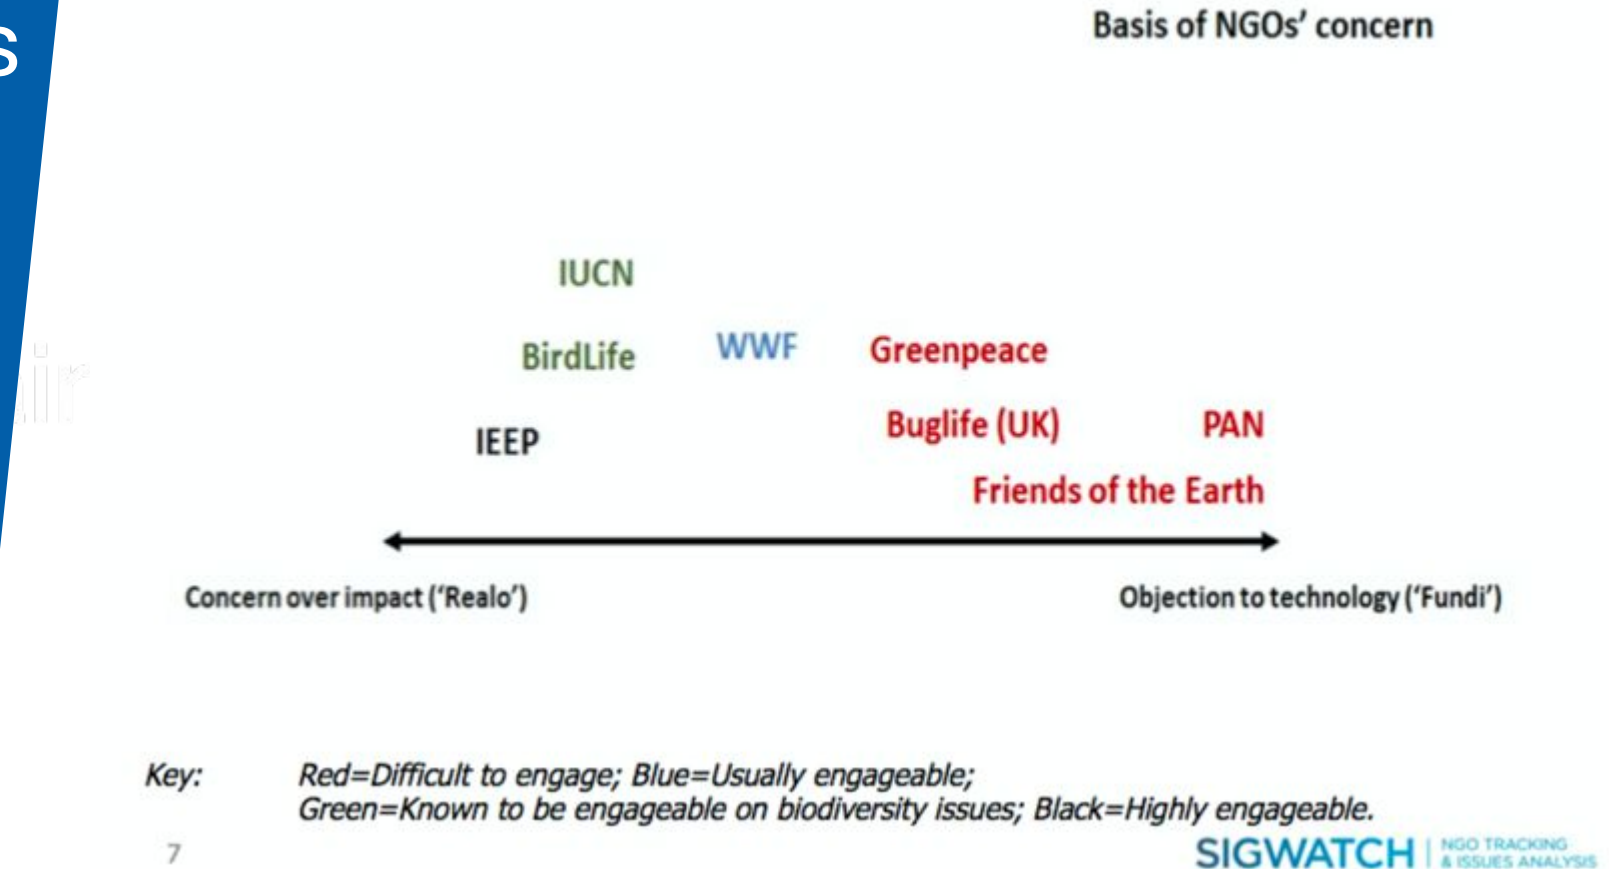 s
Basis of NGOs’ concern
IUCN
BirdLife
WWF
Greenpeace
IEEP
Buglife (UK)
PAN
Friends of the Earth
Concern over impact (‘Realo’)
Objection to technology (‘Fundi’)
Key: Red=Difficult to engage; Blue=Usually engageable;
Green=Known to be engageable on biodiversity issues; Black=Highly engageable.
7
SIGWATCH
NGO TRACKING
& ISSUES ANALYSIS